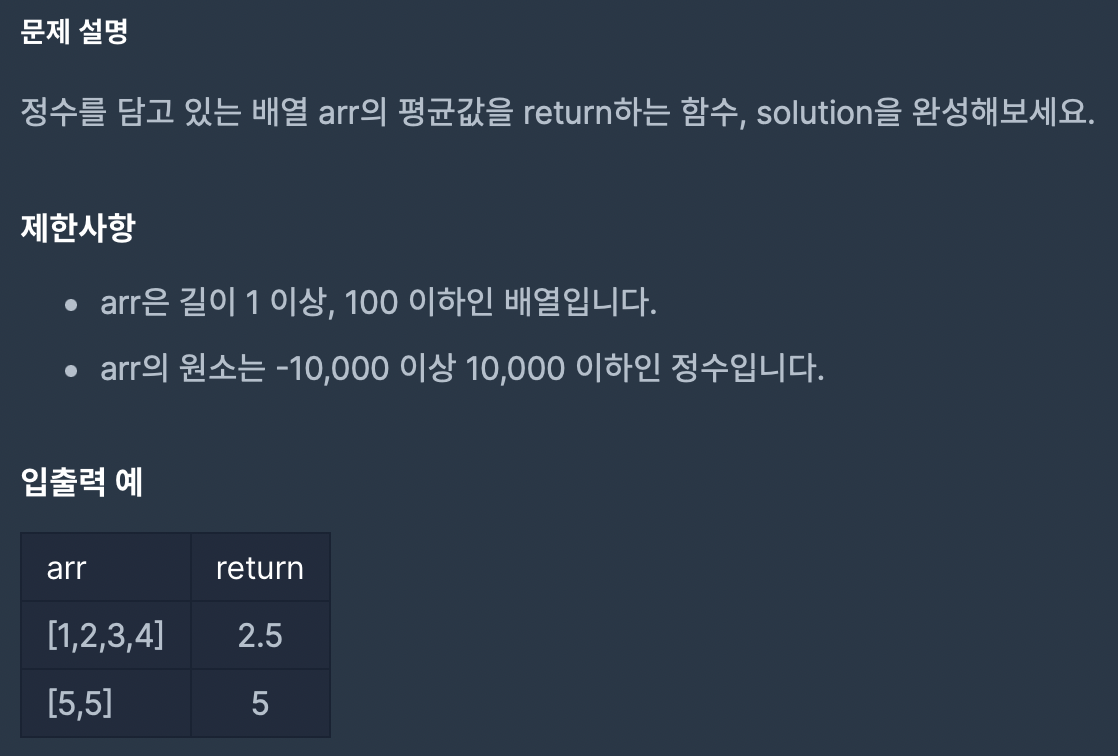 문제 설명
정수를 담고 있는 배열 arr의 평균값을 return하는 함수, solution을 완성해보세요.
제한사항
arr은 길이 1 이상, 100 이하인 배열입니다.
arr의 원소는 -10,000 이상 10,000 이하인 정수입니다.
입출력 예
arr return
[1,2,3,4] 2.5
[5,5] 5